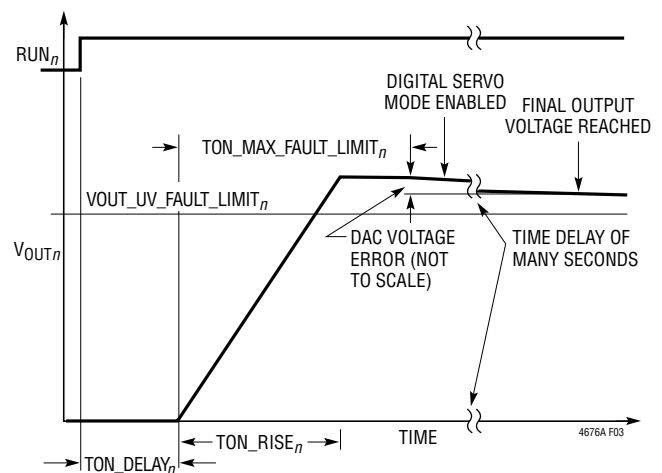 RUNn
DIGITAL SERVO
MODE ENABLED
FINAL OUTPUT
VOLTAGE REACHED
TON_MAX_FAULT_LIMITn
VOUT_UV_FAULT_LIMITn
VOUTn
DAC VOLTAGE
ERROR (NOT
TO SCALE)
TIME DELAY OF
MANY SECONDS
TON_RISEn
TIME
4676A F03
TON_DELAYn